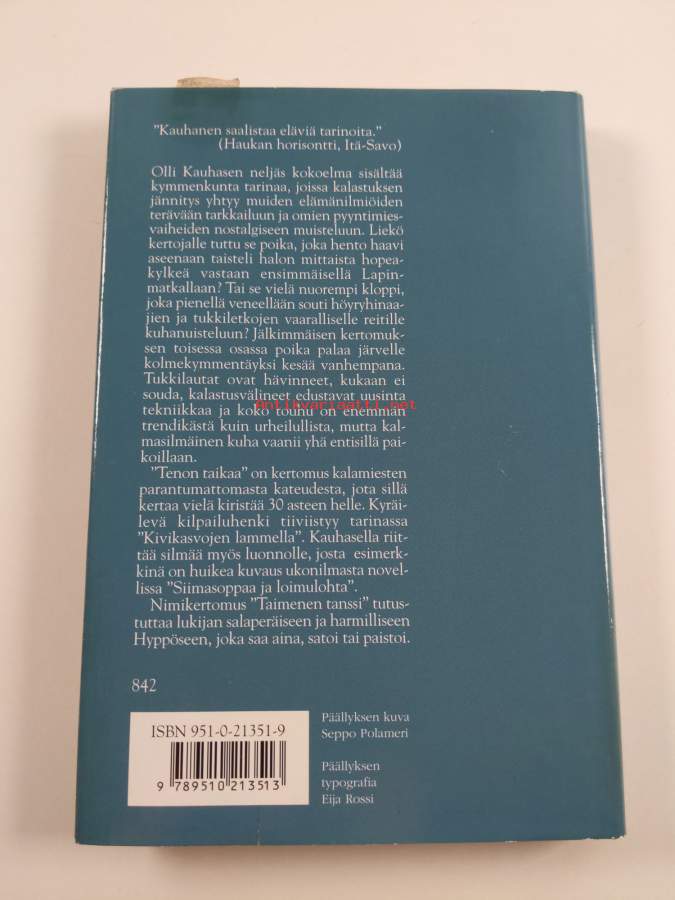 "Kauhanen saalistaa eläviä tarinoita."
(Haukan horisontti, Itä-Savo)
Olli Kauhasen neljäs kokoelma sisältää
kymmenkunta tarinaa, joissa kalastuksen
jännitys yhtyy muiden elämänilmiöiden
terävään tarkkailuun ja omien pyyntimies-
vaiheiden nostalgiseen muisteluun. Liekö
kertojalle tuttu se poika, joka hento haavi
aseenaan taisteli halon mittaista hopea-
kylkeä vastaan ensimmäisellä Lapin-
matkallaan? Tai se vielä nuorempi kloppi,
joka pienellä veneellään souti höyryhinaa-
jien ja tukkiletkojen vaaralliselle reitille
kuhanuisteluun? Jälkimmäisen kertomuk-
sen toisessa osassa poika palaa järvelle
kolmekymmentäyksi kesää vanhempana.
Tukkilautat ovat hävinneet, kukaan ei
souda, kalastusvälineet edustavat uusinta
tekniikkaa ja koko touhu on enemmän
trendikästä kuin urheilullista, mutta kal-
masilmäinen kuha vaanii yhä entisillä pai-
koillaan.
"Tenon taikaa" on kertomus kalamiesten
parantumattomasta kateudesta, jota sillä
kertaa vielä kiristää 30 asteen helle. Kyräi-
levä kilpailuhenki tiivistyy tarinassa
"Kivikasvojen lammella". Kauhasella riit-
tää silmää myös luonnolle, josta esimerk-
kinä on huikea kuvaus ukonilmasta novel-
lissa "Siimasoppaa ja loimulohta".
Nimikertomus "Taimenen tanssi" tutus-
tuttaa lukijan salaperäiseen ja harmilliseen
Hyppöseen, joka saa aina, satoi tai paistoi.
Antikvariaatti.net
842
ISBN 951-0-21351-9
9 789510 213513
Päällyksen kuva
Seppo Polameri
Päällyksen
typografia
Eija Rossi